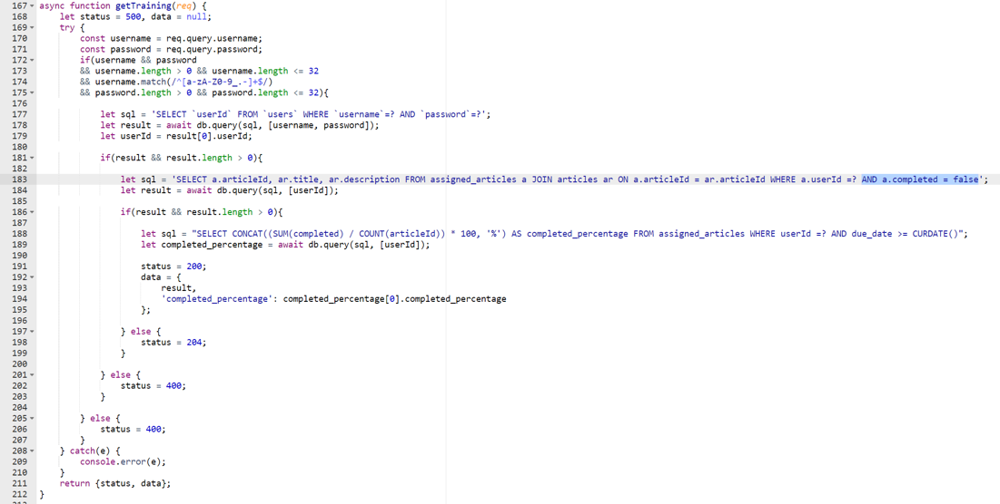 167 async function getTraining(req) {
168 let status = 500, data = null;
169 try {
170 const username = req.query.username;
171 const password = req.query.password;
172 if(username && password
173 && username.length > 0 && username.length <= 32
174 && username.match(/^[a-zA-Z0-9_.-]+$/)
175 && password.length > 0 && password.length <= 32){
176
177 let sql = 'SELECT `userId` FROM `users` WHERE `username`=? AND `password`=?';
178 let result = await db.query(sql, [username, password]);
179 let userId = result[0].userId;
180
181 if(result && result.length > 0){
182
183 let sql = 'SELECT a.articleId, ar.title, ar.description FROM assigned_articles a JOIN articles ar ON a.articleId = ar.articleId WHERE a.userId =? AND a.completed = false';
184 let result = await db.query(sql, [userId]);
185
186 if(result && result.length > 0){
187
188 let sql = "SELECT CONCAT((SUM(completed) / COUNT(articleId)) * 100, '%') AS completed_percentage FROM assigned_articles WHERE userId =? AND due_date >= CURDATE()";
189 let completed_percentage = await db.query(sql, [userId]);
190
191 status = 200;
192 data = {
193 result,
194 'completed_percentage': completed_percentage[0].completed_percentage
195 };
196
197 } else {
198 status = 204;
199 }
200
201 } else {
202 status = 400;
203 }
204
205 } else {
206 status = 400;
207 }
208 } catch(e) {
209 console.error(e);
210 }
211 return {status, data};
212 }